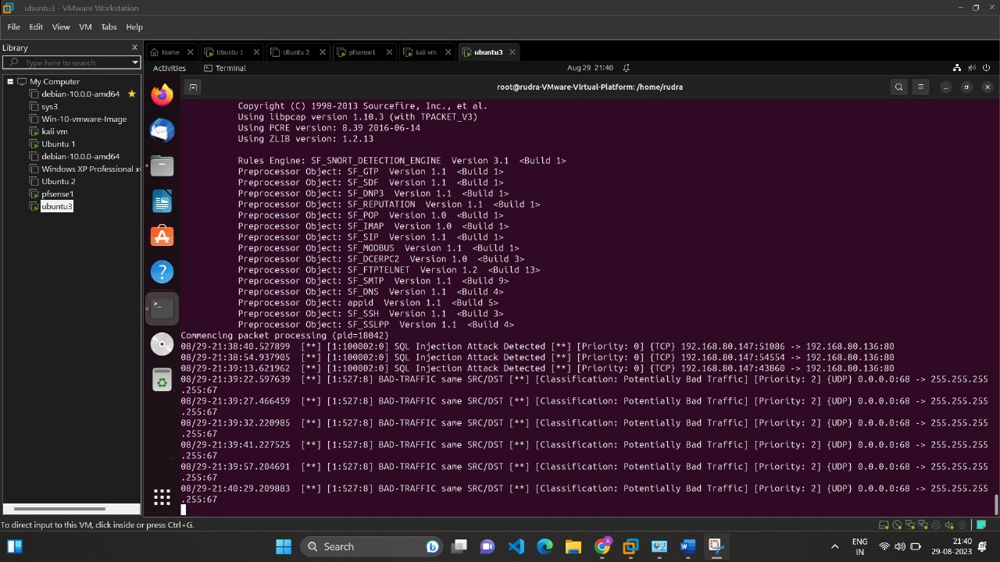 ubuntu3 - VMware Workstation
File Edit View VM Tabs Help
Library
Type here to search
My Computer
debian-10.0.0-amd64
sys3
Win-10-vmware-Image
kali vm
Ubuntu 1
debian-10.0.0-amd64
Windows XP Professional x
Ubuntu 2
pfsense1
ubuntu3
Home Ubuntu 1 Ubuntu 2 pfsense1 kali vm ubuntu3
Activities Terminal Aug 29 21:40
root@rudra-VMware-Virtual-Platform: /home/rudra
Copyright (C) 1998-2013 Sourcefire, Inc., et al.
Using libpcap version 1.10.3 (with TPACKET_V3)
Using PCRE version: 8.39 2016-06-14
Using ZLIB version: 1.2.13
Rules Engine: SF_SNORT_DETECTION_ENGINE Version 3.1 <Build 1>
Preprocessor Object: SF_GTP Version 1.1 <Build 1>
Preprocessor Object: SF_SDF Version 1.1 <Build 1>
Preprocessor Object: SF_DNP3 Version 1.1 <Build 1>
Preprocessor Object: SF_REPUTATION Version 1.1 <Build 1>
Preprocessor Object: SF_POP Version 1.0 <Build 1>
Preprocessor Object: SF_IMAP Version 1.0 <Build 1>
Preprocessor Object: SF_SIP Version 1.1 <Build 1>
Preprocessor Object: SF_MODBUS Version 1.1 <Build 1>
Preprocessor Object: SF_DCERPC2 Version 1.0 <Build 3>
Preprocessor Object: SF_FTPTELNET Version 1.2 <Build 13>
Preprocessor Object: SF_SMTP Version 1.1 <Build 9>
Preprocessor Object: SF_DNS Version 1.1 <Build 4>
Preprocessor Object: appid Version 1.1 <Build 5>
Preprocessor Object: SF_SSH Version 1.1 <Build 3>
Preprocessor Object: SF_SSLPP Version 1.1 <Build 4>
Commencing packet processing (pid=18042)
08/29-21:38:40.527899 [**] [1:100002:0] SQL Injection Attack Detected [**] [Priority: 0] {TCP} 192.168.80.147:51086 -> 192.168.80.136:80
08/29-21:38:54.937905 [**] [1:100002:0] SQL Injection Attack Detected [**] [Priority: 0] {TCP} 192.168.80.147:54554 -> 192.168.80.136:80
08/29-21:39:13.621962 [**] [1:100002:0] SQL Injection Attack Detected [**] [Priority: 0] {TCP} 192.168.80.147:43860 -> 192.168.80.136:80
08/29-21:39:22.597639 [**] [1:527:8] BAD-TRAFFIC same SRC/DST [**] [Classification: Potentially Bad Traffic] [Priority: 2] {UDP} 0.0.0.0:68 -> 255.255.255
.255:67
08/29-21:39:27.466459 [**] [1:527:8] BAD-TRAFFIC same SRC/DST [**] [Classification: Potentially Bad Traffic] [Priority: 2] {UDP} 0.0.0.0:68 -> 255.255.255
.255:67
08/29-21:39:32.220985 [**] [1:527:8] BAD-TRAFFIC same SRC/DST [**] [Classification: Potentially Bad Traffic] [Priority: 2] {UDP} 0.0.0.0:68 -> 255.255.255
.255:67
08/29-21:39:41.227525 [**] [1:527:8] BAD-TRAFFIC same SRC/DST [**] [Classification: Potentially Bad Traffic] [Priority: 2] {UDP} 0.0.0.0:68 -> 255.255.255
.255:67
08/29-21:39:57.204691 [**] [1:527:8] BAD-TRAFFIC same SRC/DST [**] [Classification: Potentially Bad Traffic] [Priority: 2] {UDP} 0.0.0.0:68 -> 255.255.255
.255:67
08/29-21:40:29.209883 [**] [1:527:8] BAD-TRAFFIC same SRC/DST [**] [Classification: Potentially Bad Traffic] [Priority: 2] {UDP} 0.0.0.0:68 -> 255.255.255
.255:67
To direct input to this VM, click inside or press Ctrl+G.
Search
ENG
IN
21:40
29-08-2023